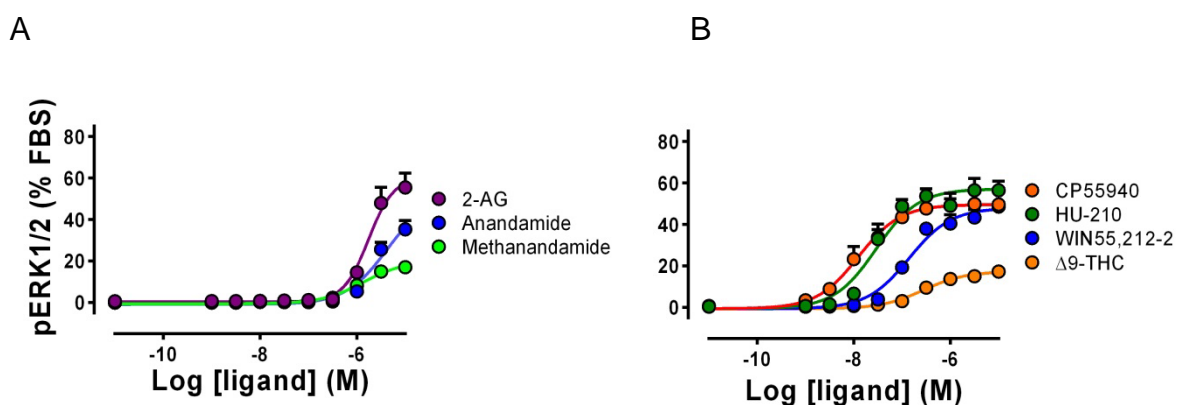 A
pERK1/2 (% FBS)
80
60
40
20
0
-10
-8
-6
Log [ligand] (M)
2-AG
Anandamide
Methanandamide
B
80
60
40
20
0
-10
-8
-6
Log [ligand] (M)
CP55940
HU-210
WIN55,212-2
Δ9-THC